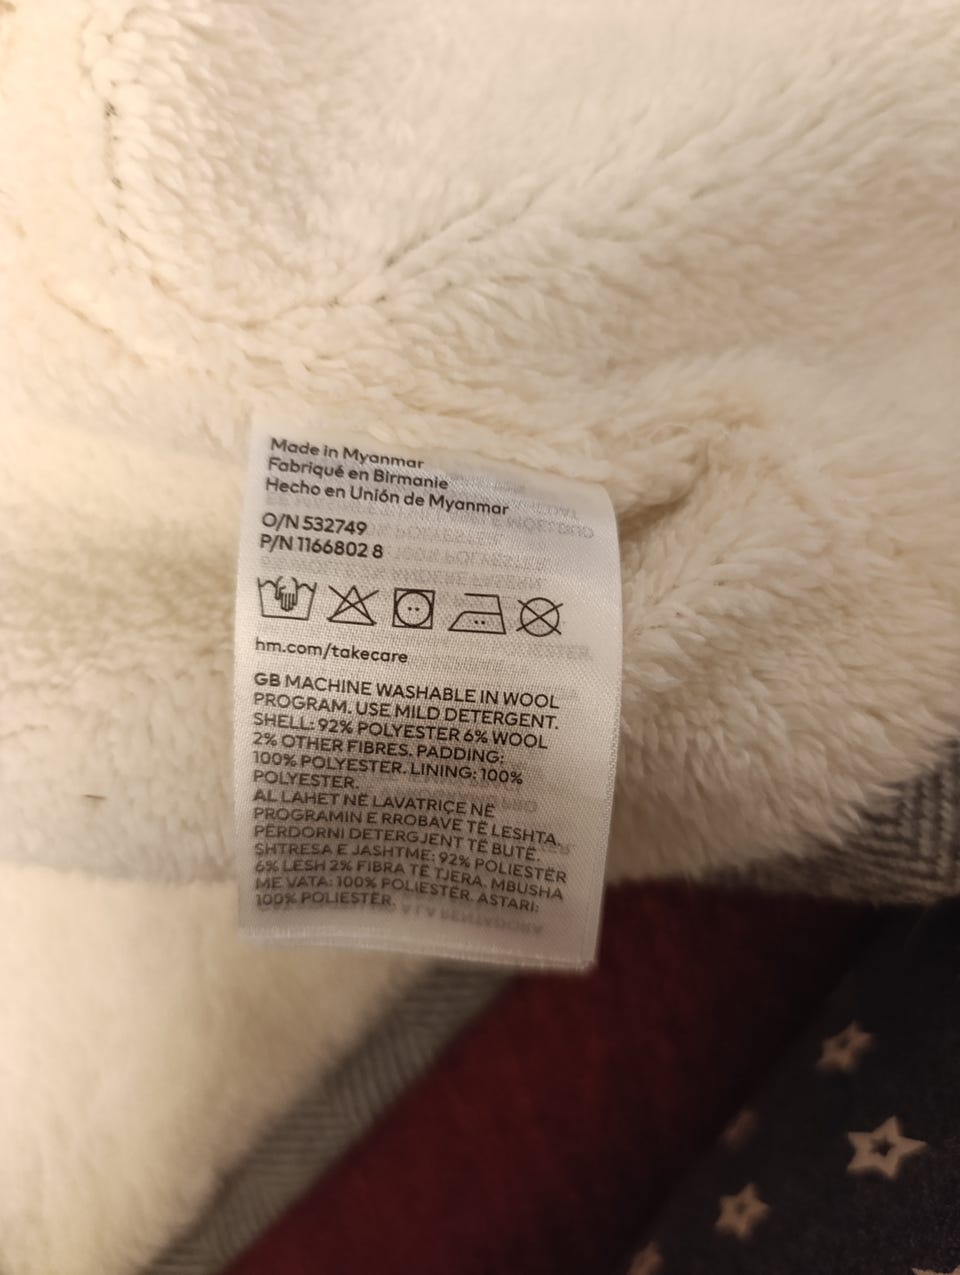 Made in Myanmar
Fabriqué en Birmanie
Hecho en Unión de Myanmar
O/N 532749
P/N 1166802 8
hm.com/takecare
GB MACHINE WASHABLE IN WOOL
PROGRAM. USE MILD DETERGENT.
SHELL: 92% POLYESTER 6% WOOL
2% OTHER FIBRES. PADDING:
100% POLYESTER. LINING: 100%
POLYESTER.
AL LAHET NË LAVATRIÇE NË
PROGRAMIN E RROBAVE TË LESHTA.
PËRDORNI DETERGJENT TË BUTË.
SHTRESA E JASHTME: 92% POLIESTËR
6% LESH 2% FIBRA TË TJERA. MBUSHA
ME VATA: 100% POLIESTËR. ASTARI:
100% POLIESTËR.